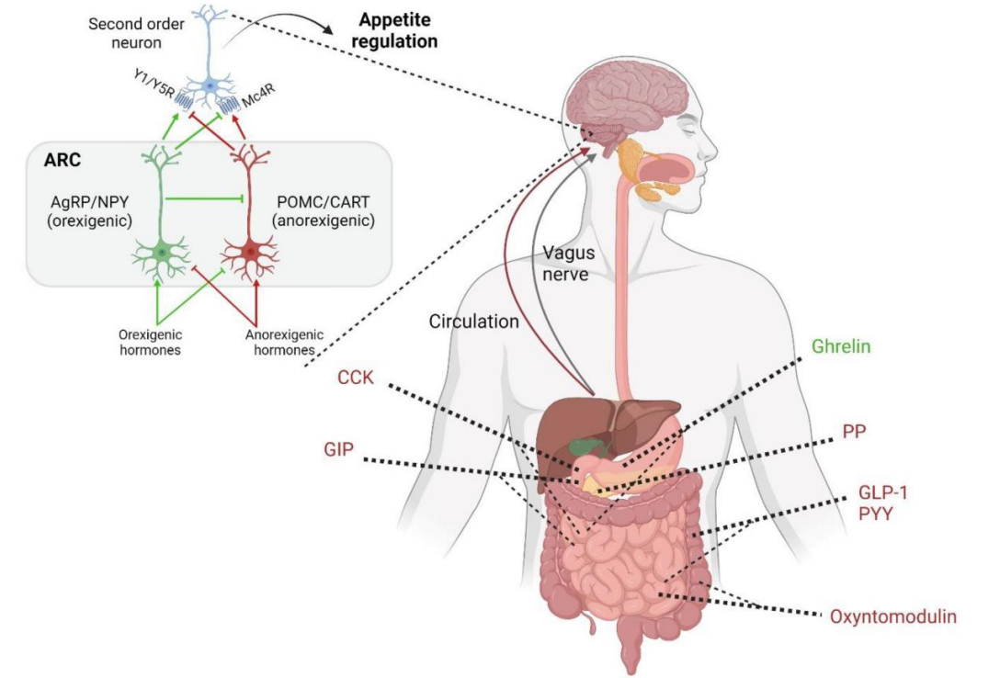 Second order
neuron
Appetite
regulation
Y1/Y5R
Mc4R
ARC
AgRP/NPY
(orexigenic)
POMC/CART
(anorexigenic)
Orexigenic
hormones
Anorexigenic
hormones
Vagus
nerve
Circulation
Ghrelin
CCK
PP
GIP
GLP-1
PYY
Oxyntomodulin